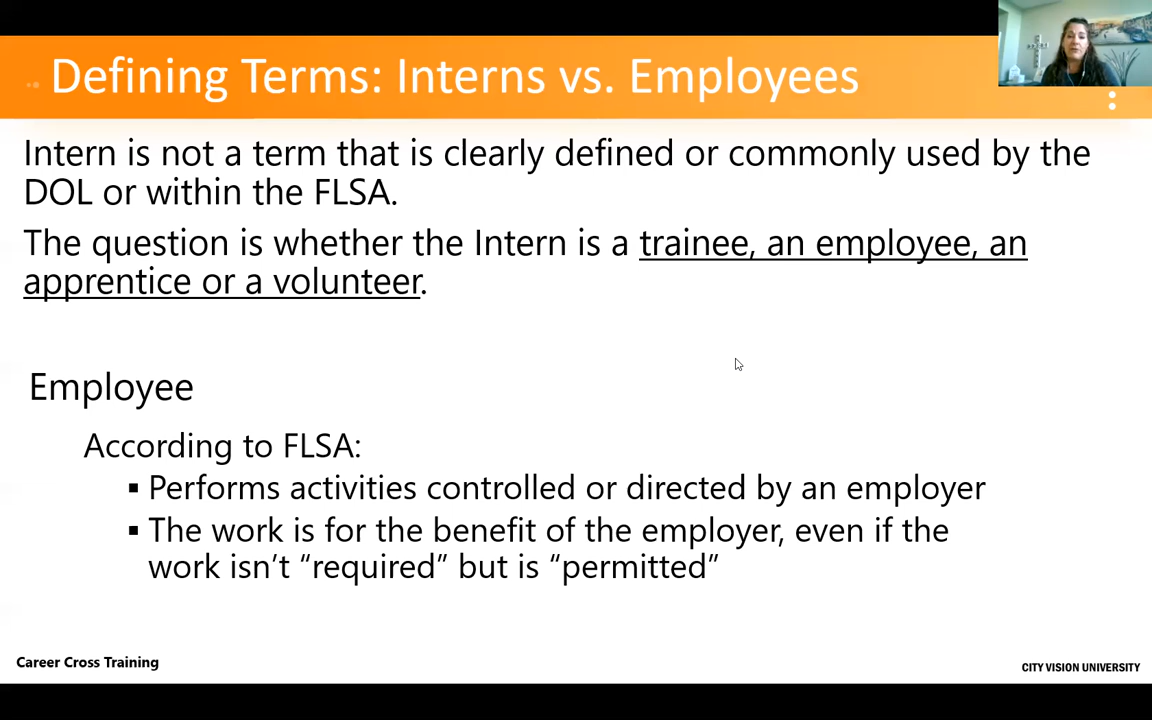 Defining Terms: Interns vs. Employees
Intern is not a term that is clearly defined or commonly used by the
DOL or within the FLSA.
The question is whether the Intern is a trainee, an employee, an
apprentice or a volunteer.
Employee
According to FLSA:
▪ Performs activities controlled or directed by an employer
▪ The work is for the benefit of the employer, even if the
work isn’t “required” but is “permitted”
Career Cross Training
CITY VISION UNIVERSITY